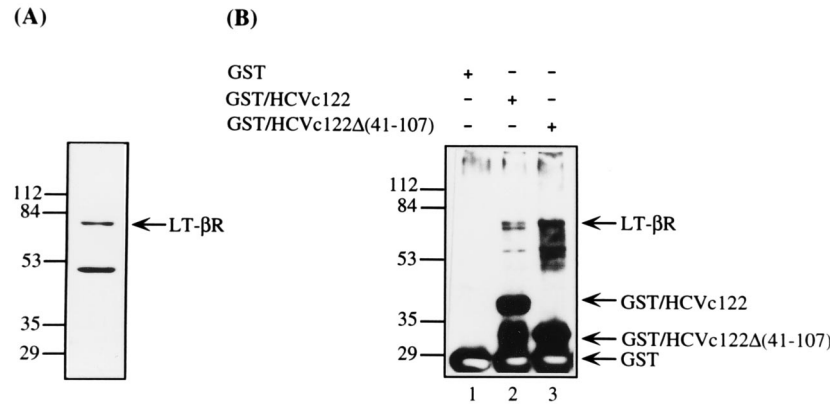 (A)
(B)
GST + - -
GST/HCVc122 - + -
GST/HCVc122Δ(41-107) - - +
112
84
53
35
29
LT-βR
112
84
53
35
29
LT-βR
GST/HCVc122
GST/HCVc122Δ(41-107)
GST
1 2 3